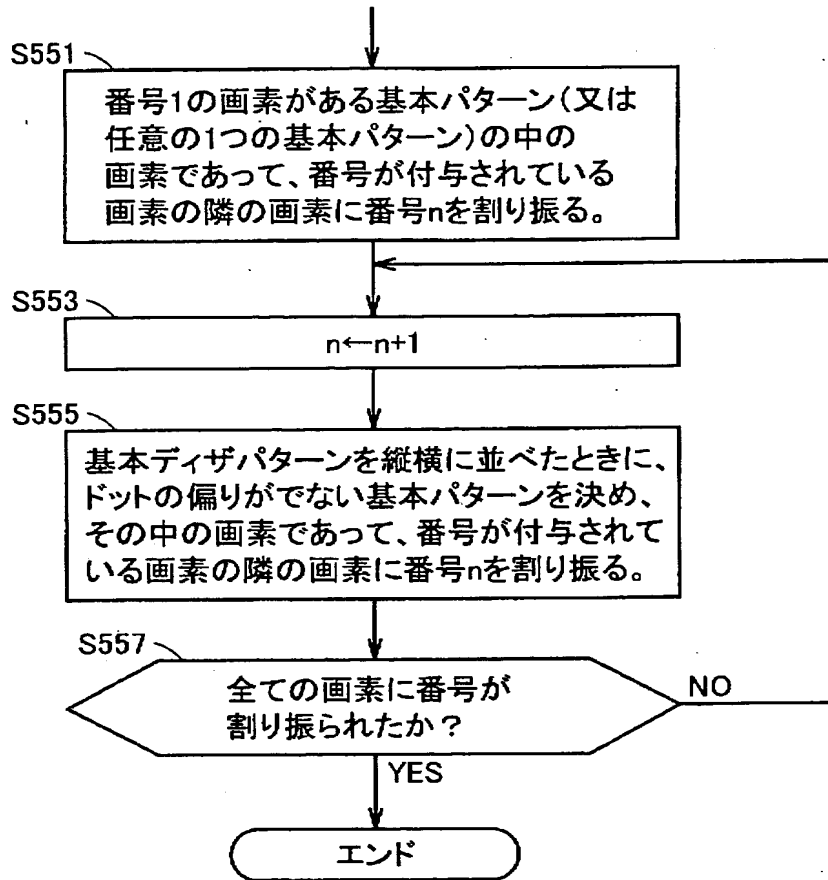 S551
番号1の画素がある基本パターン(又は
任意の1つの基本パターン)の中の
画素であって、番号が付与されている
画素の隣の画素に番号nを割り振る。
S553
n←n+1
S555
基本ディザパターンを縦横に並べたときに、
ドットの偏りがでない基本パターンを決め、
その中の画素であって、番号が付与されて
いる画素の隣の画素に番号nを割り振る。
S557
全ての画素に番号が
割り振られたか?
NO
YES
エンド